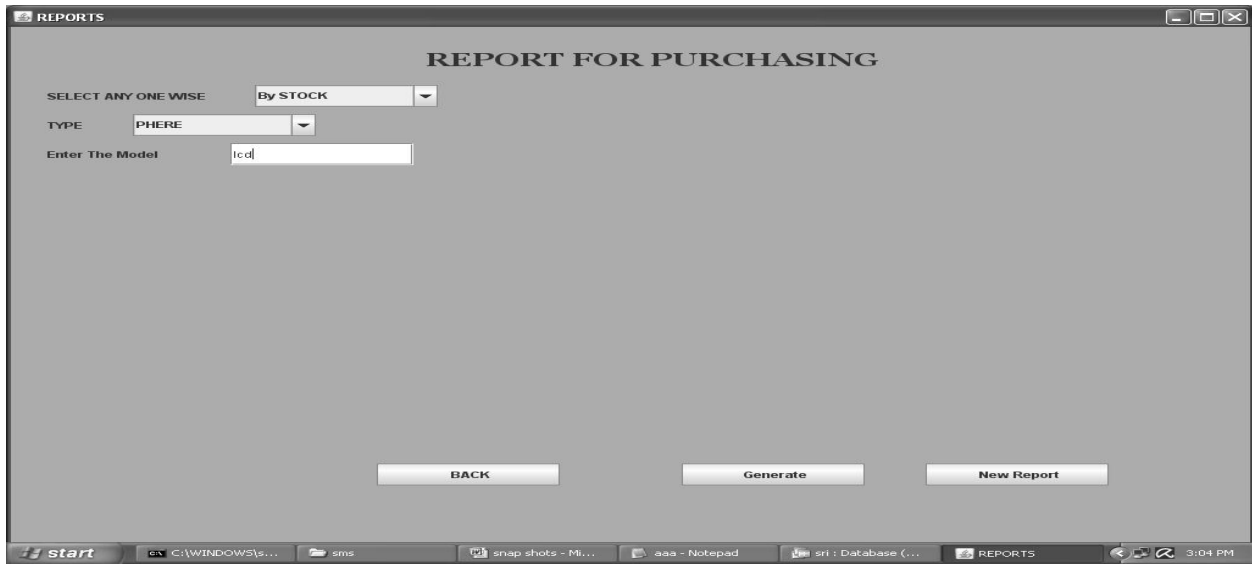 REPORTS
REPORT FOR PURCHASING
SELECT ANY ONE WISE By STOCK
TYPE PHERE
Enter The Model lcd
BACK Generate New Report
start C:\WINDOWS\s... sms snap shots - Mi... aaa - Notepad sri : Database (... REPORTS 3:04 PM